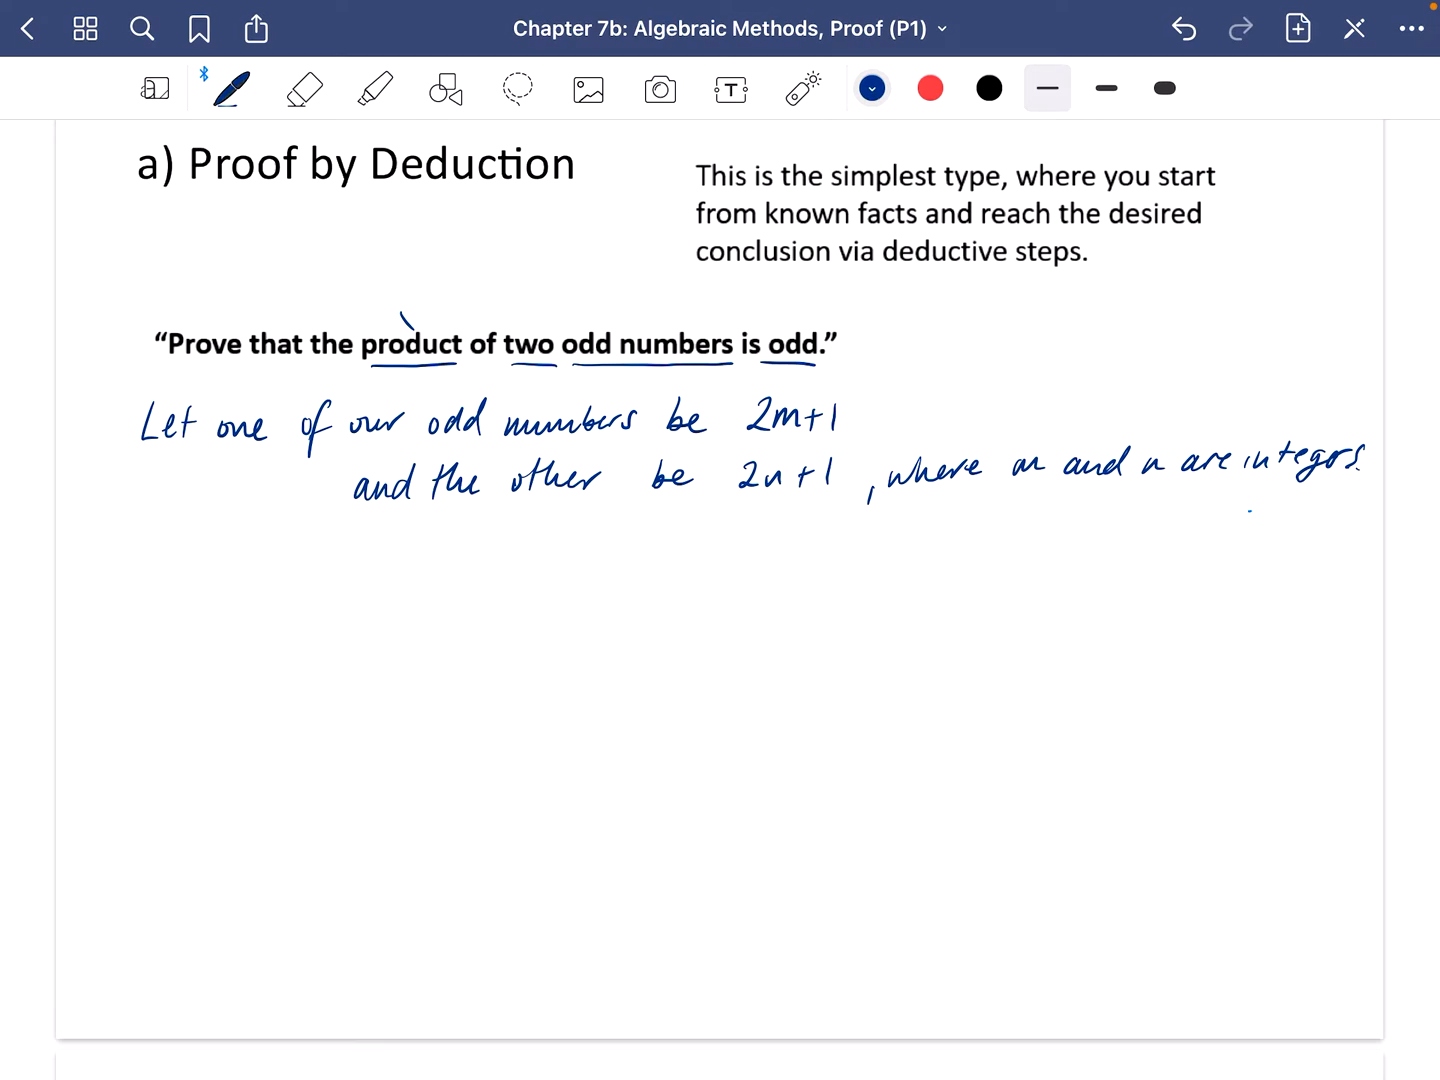 Chapter 7b: Algebraic Methods, Proof (P1)
a) Proof by Deduction
This is the simplest type, where you start
from known facts and reach the desired
conclusion via deductive steps.
“Prove that the product of two odd numbers is odd.”
Let one of our odd numbers be 2m+1
and the other be 2n+1, where m and n are integers.